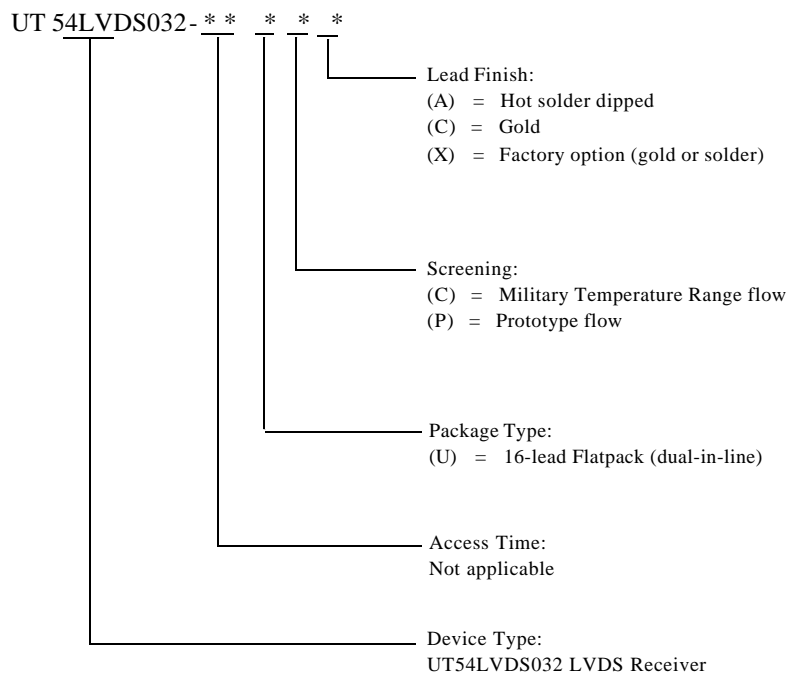 UT 54LVDS032- * * * * *
Lead Finish:
(A) = Hot solder dipped
(C) = Gold
(X) = Factory option (gold or solder)
Screening:
(C) = Military Temperature Range flow
(P) = Prototype flow
Package Type:
(U) = 16-lead Flatpack (dual-in-line)
Access Time:
Not applicable
Device Type:
UT54LVDS032 LVDS Receiver